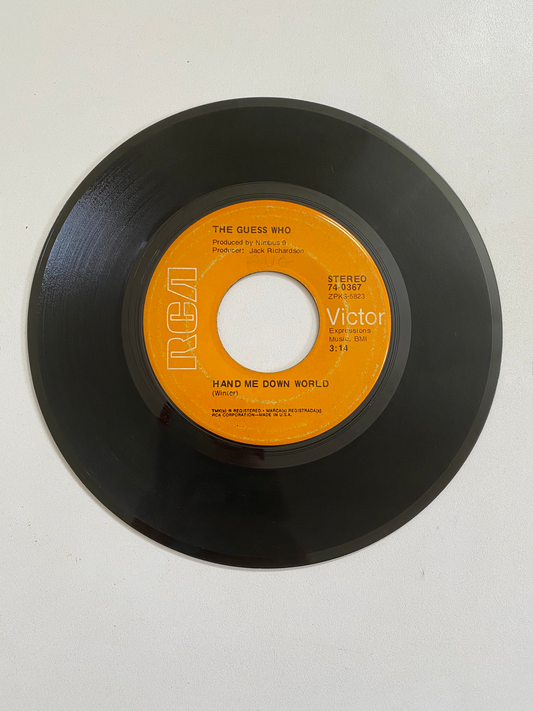 THE GUESS WHO
Produced by Nimbus 9
Producer: Jack Richardson
RCA
STEREO
74-0367
ZPKS-5823
Victor
Expressions
Music, BMI
3:14
HAND ME DOWN WORLD
(Winter)
TMK(s) ® REGISTERED • MARCA(s) REGISTRADA(s)
RCA CORPORATION—MADE IN U.S.A.